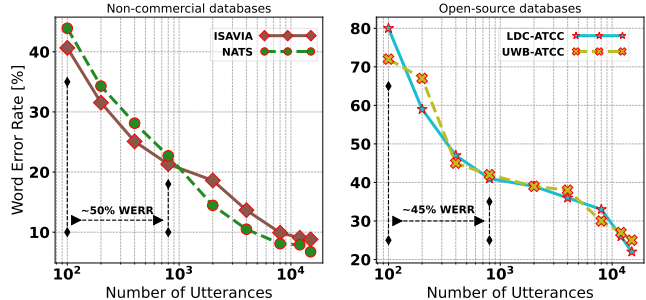 Non-commercial databases
Word Error Rate [%]
40
30
20
10
ISAVIA
NATS
~50% WERR
10² 10³ 10⁴
Number of Utterances
Open-source databases
80
70
60
50
40
30
20
LDC-ATCC
UWB-ATCC
~45% WERR
10² 10³ 10⁴
Number of Utterances